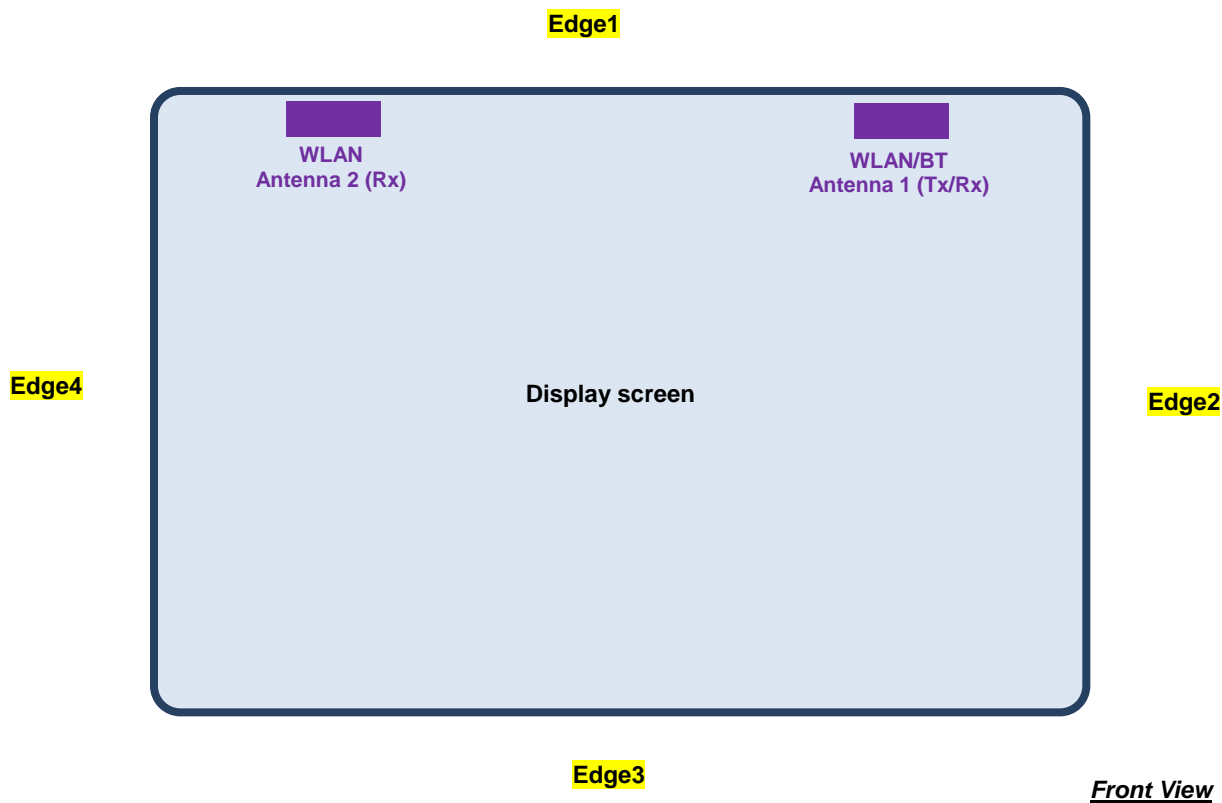 Edge1
WLAN
Antenna 2 (Rx)
WLAN/BT
Antenna 1 (Tx/Rx)
Edge4
Display screen
Edge2
Edge3
Front View